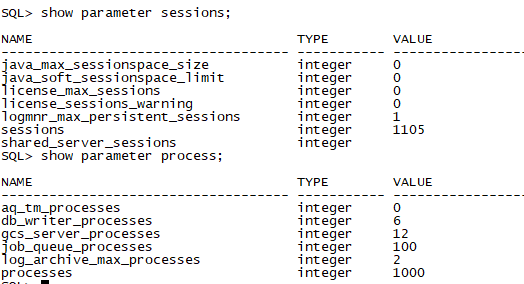 SQL> show parameter sessions;
NAME TYPE VALUE
------------------------------------ ----------- ------------------------------
java_max_sessionspace_size integer 0
java_soft_sessionspace_limit integer 0
license_max_sessions integer 0
license_sessions_warning integer 0
logmnr_max_persistent_sessions integer 1
sessions integer 1105
shared_server_sessions integer
SQL> show parameter process;
NAME TYPE VALUE
------------------------------------ ----------- ------------------------------
aq_tm_processes integer 0
db_writer_processes integer 6
gcs_server_processes integer 12
job_queue_processes integer 100
log_archive_max_processes integer 2
processes integer 1000
SQL>